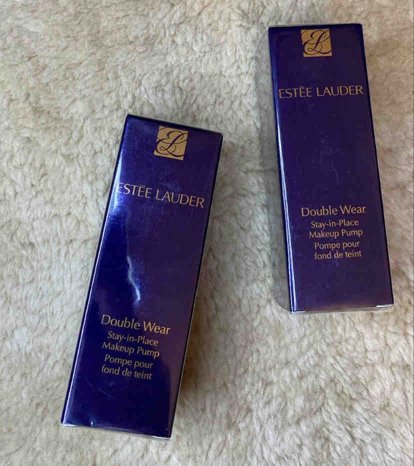 ESTĒE LAUDER
Double Wear
Stay-in-Place
Makeup Pump
Pompe pour
fond de teint
ESTĒE LAUDER
Double Wear
Stay-in-Place
Makeup Pump
Pompe pour
fond de teint